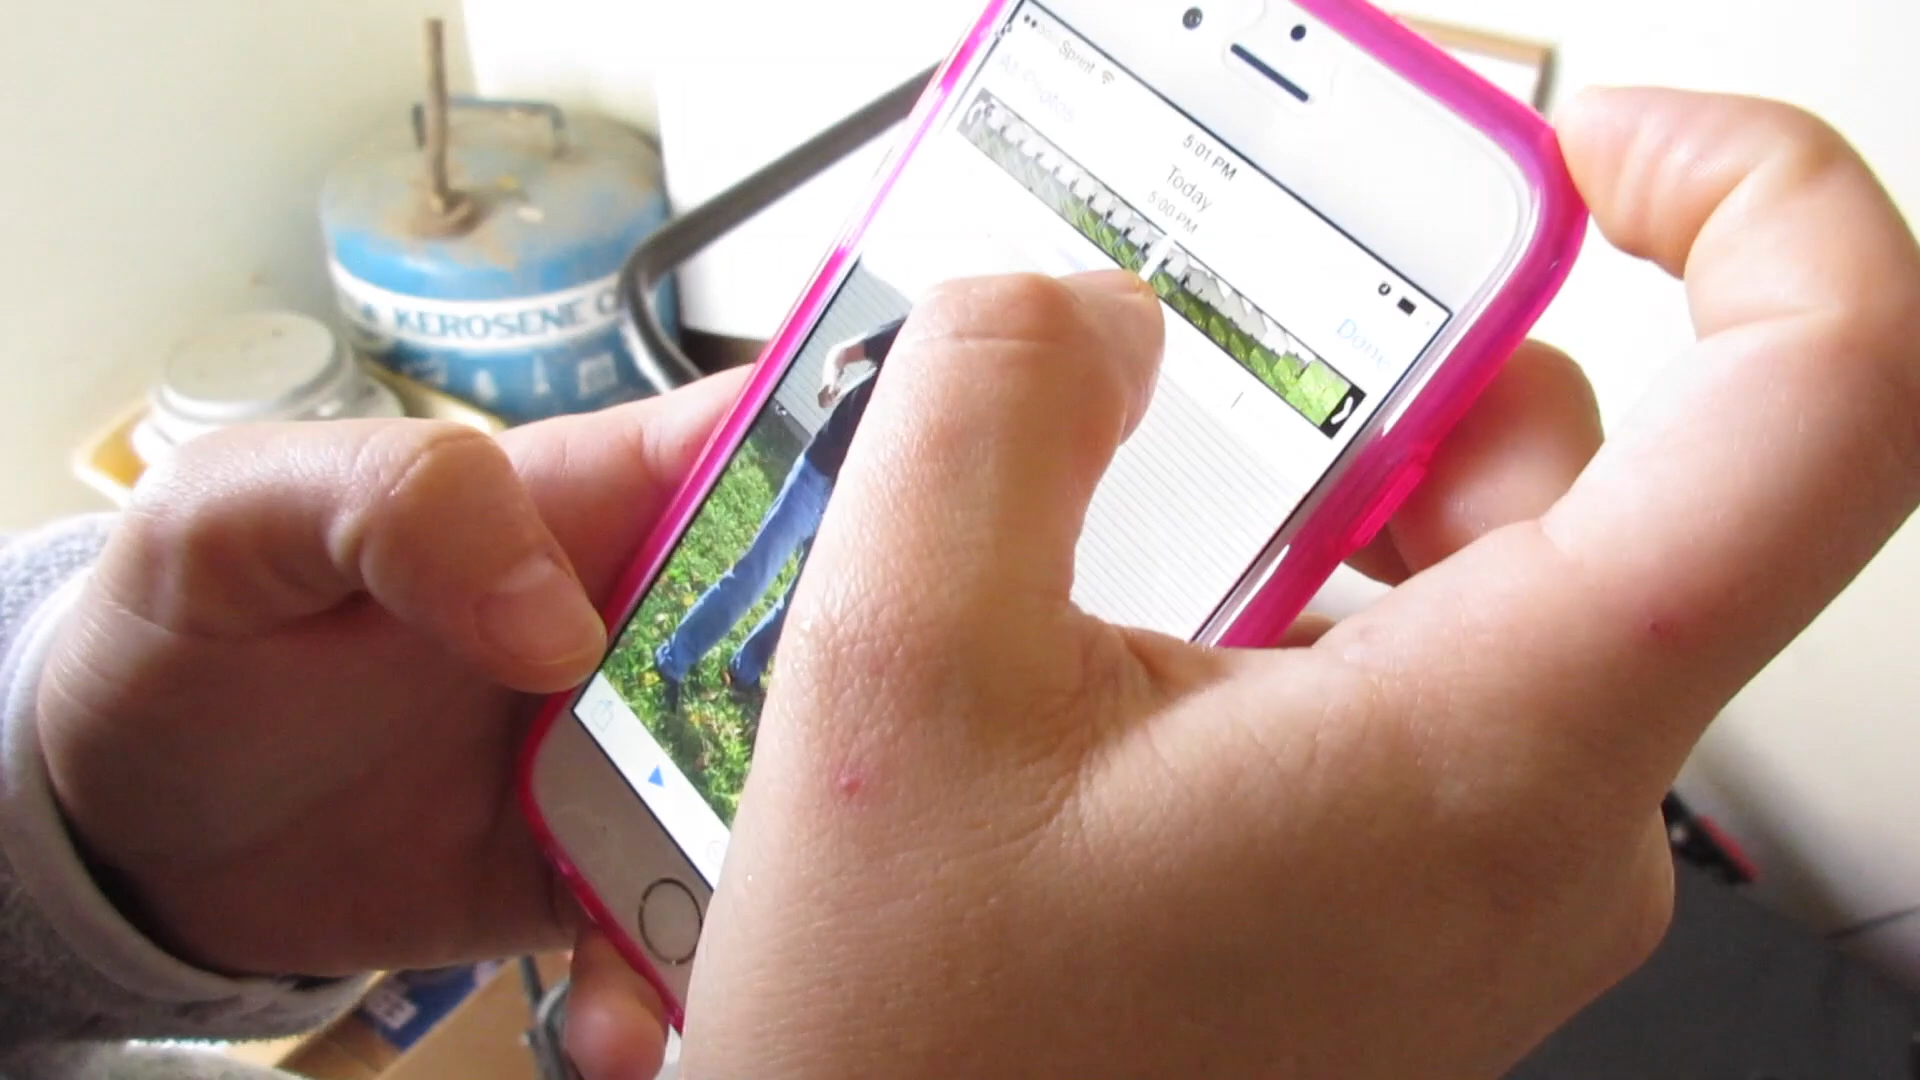 Sprint
All Photos
5:01 PM
Today
5:00 PM
Done
KEROSENE